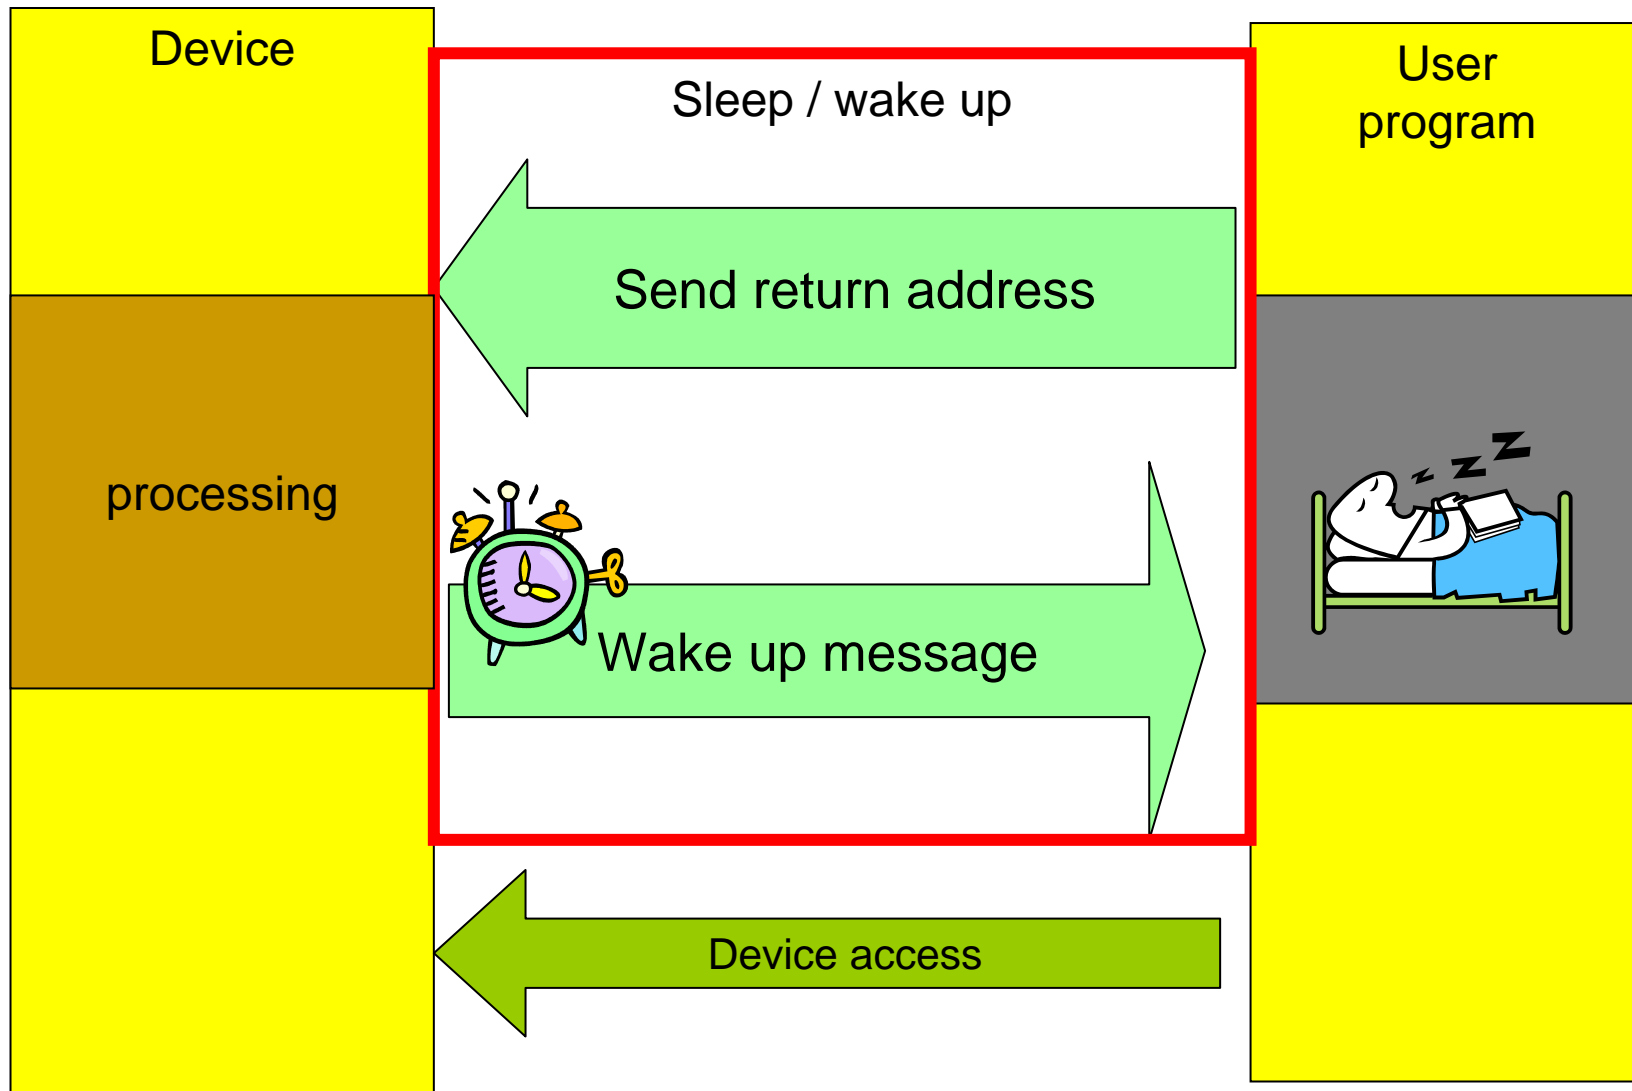 Device
Sleep / wake up
User
program
Send return address
processing
z z z
Wake up message
Device access